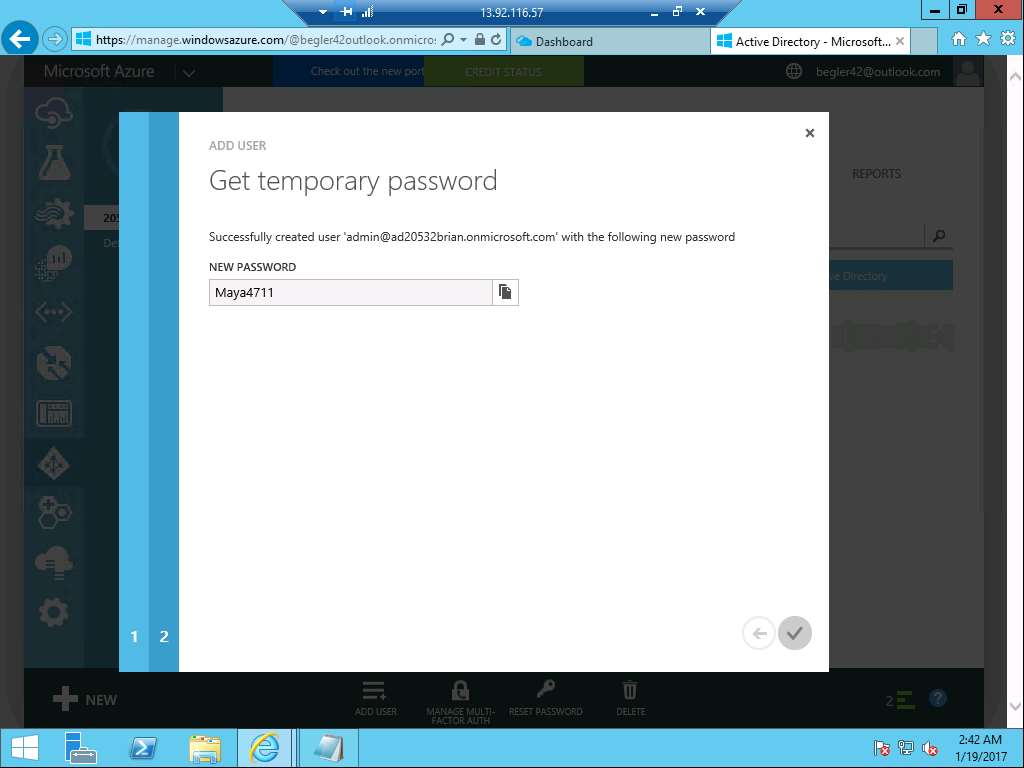 13.92.116.57
https://manage.windowsazure.com/@begler42outlook.onmicro
Dashboard
Active Directory - Microsoft...
Microsoft Azure
Check out the new port
CREDIT STATUS
begler42@outlook.com
ADD USER
Get temporary password
REPORTS
Successfully created user 'admin@ad20532brian.onmicrosoft.com' with the following new password
NEW PASSWORD
Maya4711
Directory
1 2
NEW
ADD USER
MANAGE MULTI-
FACTOR AUTH
RESET PASSWORD
DELETE
2
2:42 AM
1/19/2017